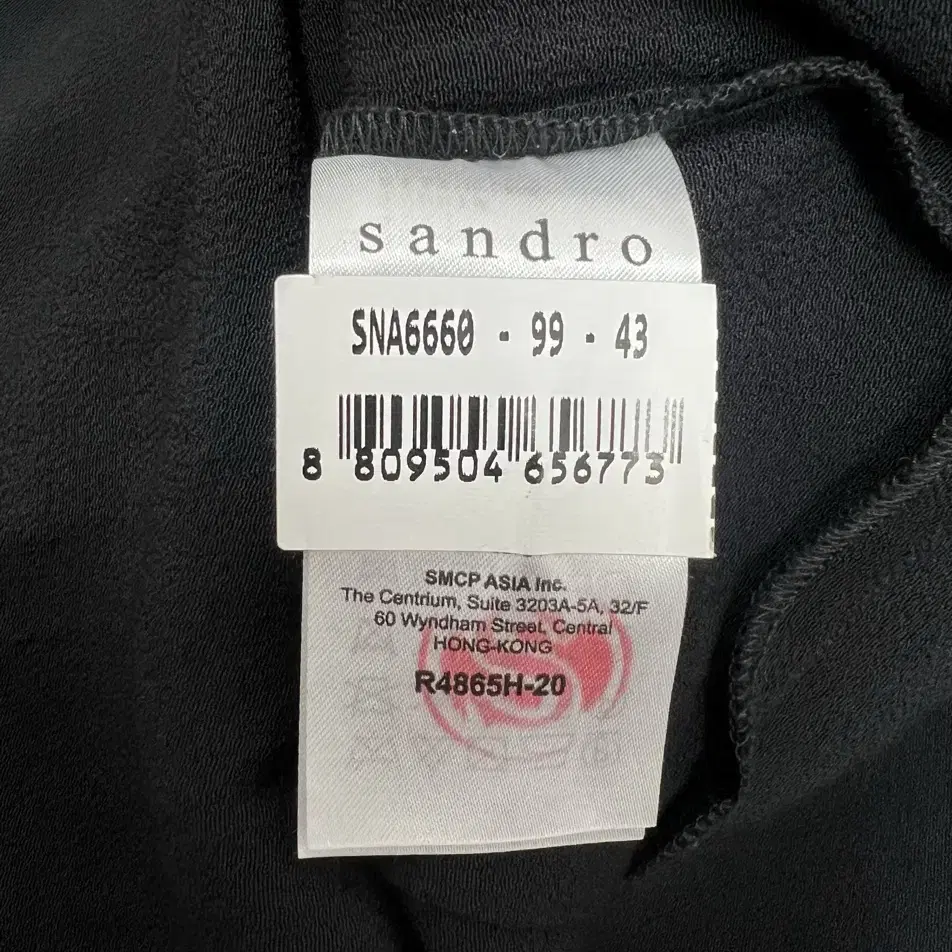 sandro
SNA6660 - 99 - 43
8 809504 656773
SMCP ASIA Inc.
The Centrium, Suite 3203A-5A, 32/F
60 Wyndham Street, Central
HONG-KONG
R4865H-20